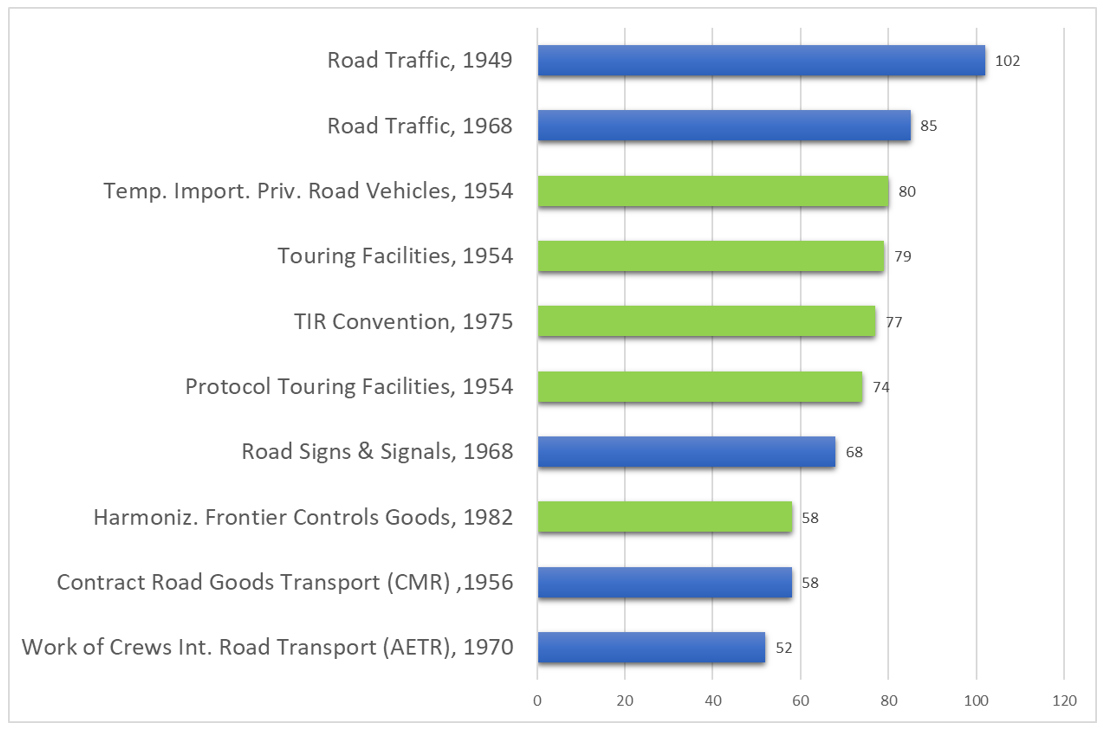 Road Traffic, 1949
102
Road Traffic, 1968
85
Temp. Import. Priv. Road Vehicles, 1954
80
Touring Facilities, 1954
79
TIR Convention, 1975
77
Protocol Touring Facilities, 1954
74
Road Signs & Signals, 1968
68
Harmoniz. Frontier Controls Goods, 1982
58
Contract Road Goods Transport (CMR) ,1956
58
Work of Crews Int. Road Transport (AETR), 1970
52
0 20 40 60 80 100 120